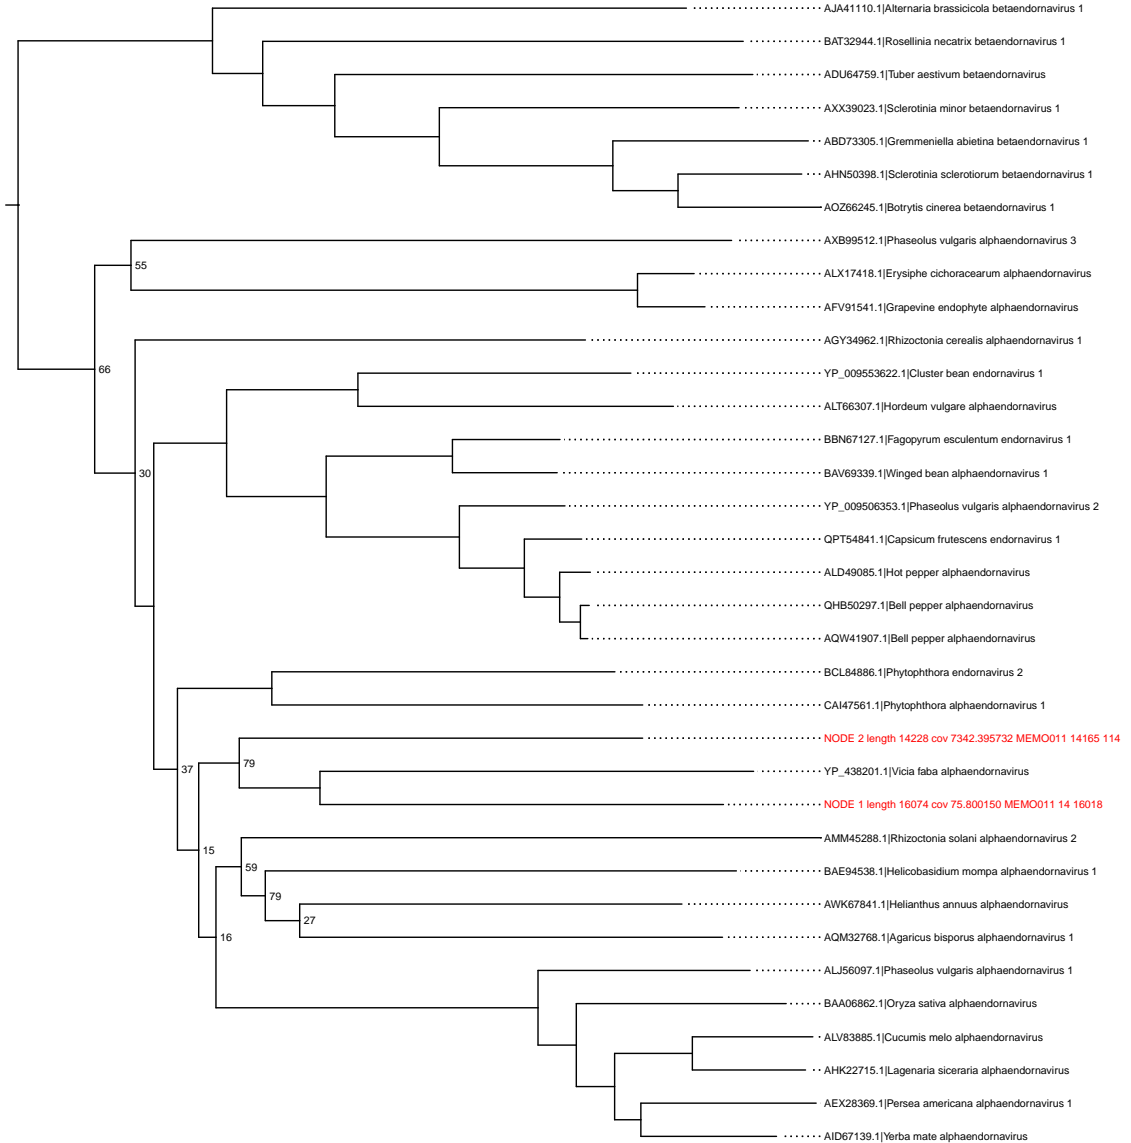 AJA41110.1|Alternaria brassicicola betaendornavirus 1
BAT32944.1|Rosellinia necatrix betaendornavirus 1
ADU64759.1|Tuber aestivum betaendornavirus
AXX39023.1|Sclerotinia minor betaendornavirus 1
ABD73305.1|Gremmeniella abietina betaendornavirus 1
AHN50398.1|Sclerotinia sclerotiorum betaendornavirus 1
AOZ66245.1|Botrytis cinerea betaendornavirus 1
AXB99512.1|Phaseolus vulgaris alphaendornavirus 3
55
ALX17418.1|Erysiphe cichoracearum alphaendornavirus
AFV91541.1|Grapevine endophyte alphaendornavirus
AGY34962.1|Rhizoctonia cerealis alphaendornavirus 1
66
YP_009553622.1|Cluster bean endornavirus 1
ALT66307.1|Hordeum vulgare alphaendornavirus
BBN67127.1|Fagopyrum esculentum endornavirus 1
30
BAV69339.1|Winged bean alphaendornavirus 1
YP_009506353.1|Phaseolus vulgaris alphaendornavirus 2
QPT54841.1|Capsicum frutescens endornavirus 1
ALD49085.1|Hot pepper alphaendornavirus
QHB50297.1|Bell pepper alphaendornavirus
AQW41907.1|Bell pepper alphaendornavirus
BCL84886.1|Phytophthora endornavirus 2
CAI47561.1|Phytophthora alphaendornavirus 1
NODE 2 length 14228 cov 7342.395732 MEMO011 14165 114
79
37
YP_438201.1|Vicia faba alphaendornavirus
NODE 1 length 16074 cov 75.800150 MEMO011 14 16018
AMM45288.1|Rhizoctonia solani alphaendornavirus 2
15
59
BAE94538.1|Helicobasidium mompa alphaendornavirus 1
79
AWK67841.1|Helianthus annuus alphaendornavirus
27
AQM32768.1|Agaricus bisporus alphaendornavirus 1
16
ALJ56097.1|Phaseolus vulgaris alphaendornavirus 1
BAA06862.1|Oryza sativa alphaendornavirus
ALV83885.1|Cucumis melo alphaendornavirus
AHK22715.1|Lagenaria siceraria alphaendornavirus
AEX28369.1|Persea americana alphaendornavirus 1
AID67139.1|Yerba mate alphaendornavirus